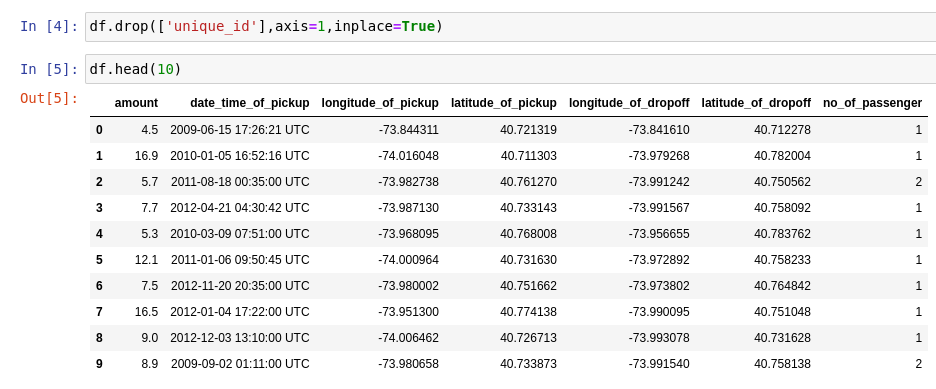 In [4]: df.drop(['unique_id'],axis=1,inplace=True)
In [5]: df.head(10)
Out[5]:
amount date_time_of_pickup longitude_of_pickup latitude_of_pickup longitude_of_dropoff latitude_of_dropoff no_of_passenger
0 4.5 2009-06-15 17:26:21 UTC -73.844311 40.721319 -73.841610 40.712278 1
1 16.9 2010-01-05 16:52:16 UTC -74.016048 40.711303 -73.979268 40.782004 1
2 5.7 2011-08-18 00:35:00 UTC -73.982738 40.761270 -73.991242 40.750562 2
3 7.7 2012-04-21 04:30:42 UTC -73.987130 40.733143 -73.991567 40.758092 1
4 5.3 2010-03-09 07:51:00 UTC -73.968095 40.768008 -73.956655 40.783762 1
5 12.1 2011-01-06 09:50:45 UTC -74.000964 40.731630 -73.972892 40.758233 1
6 7.5 2012-11-20 20:35:00 UTC -73.980002 40.751662 -73.973802 40.764842 1
7 16.5 2012-01-04 17:22:00 UTC -73.951300 40.774138 -73.990095 40.751048 1
8 9.0 2012-12-03 13:10:00 UTC -74.006462 40.726713 -73.993078 40.731628 1
9 8.9 2009-09-02 01:11:00 UTC -73.980658 40.733873 -73.991540 40.758138 2